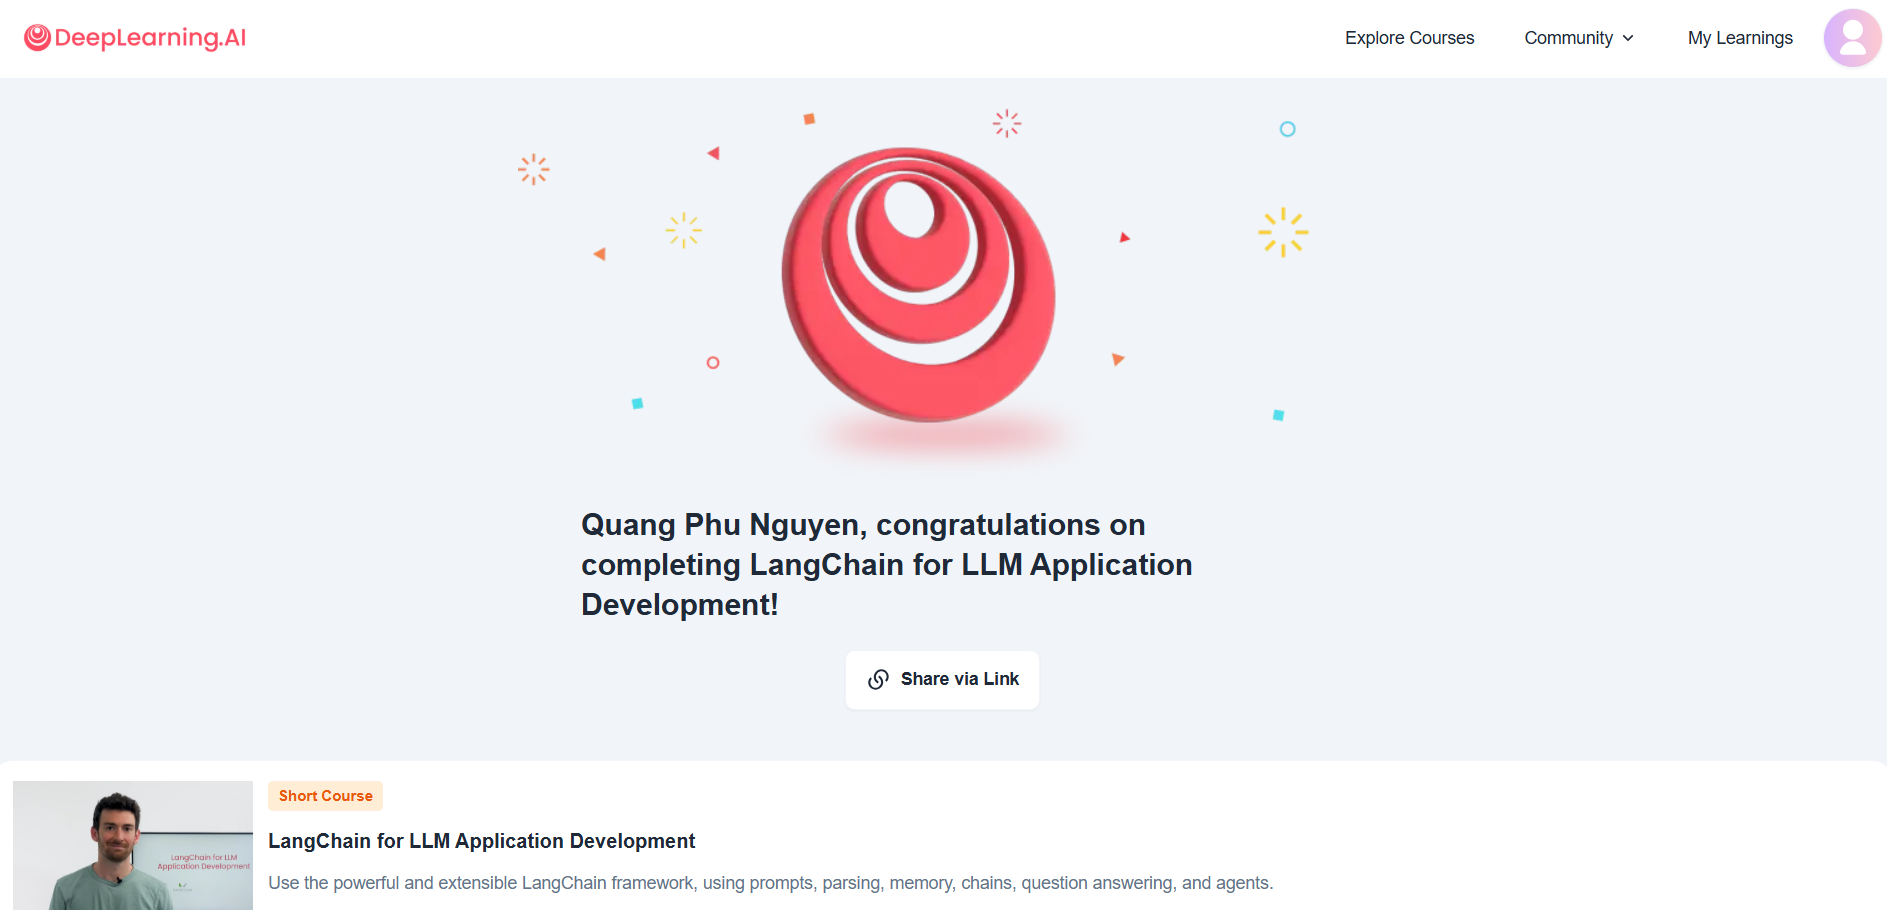 DeepLearning.AI
Explore Courses
Community
My Learnings
Quang Phu Nguyen, congratulations on
completing LangChain for LLM Application
Development!
Share via Link
Short Course
LangChain for LLM Application Development
LangChain for LLM
Application Development
Use the powerful and extensible LangChain framework, using prompts, parsing, memory, chains, question answering, and agents.